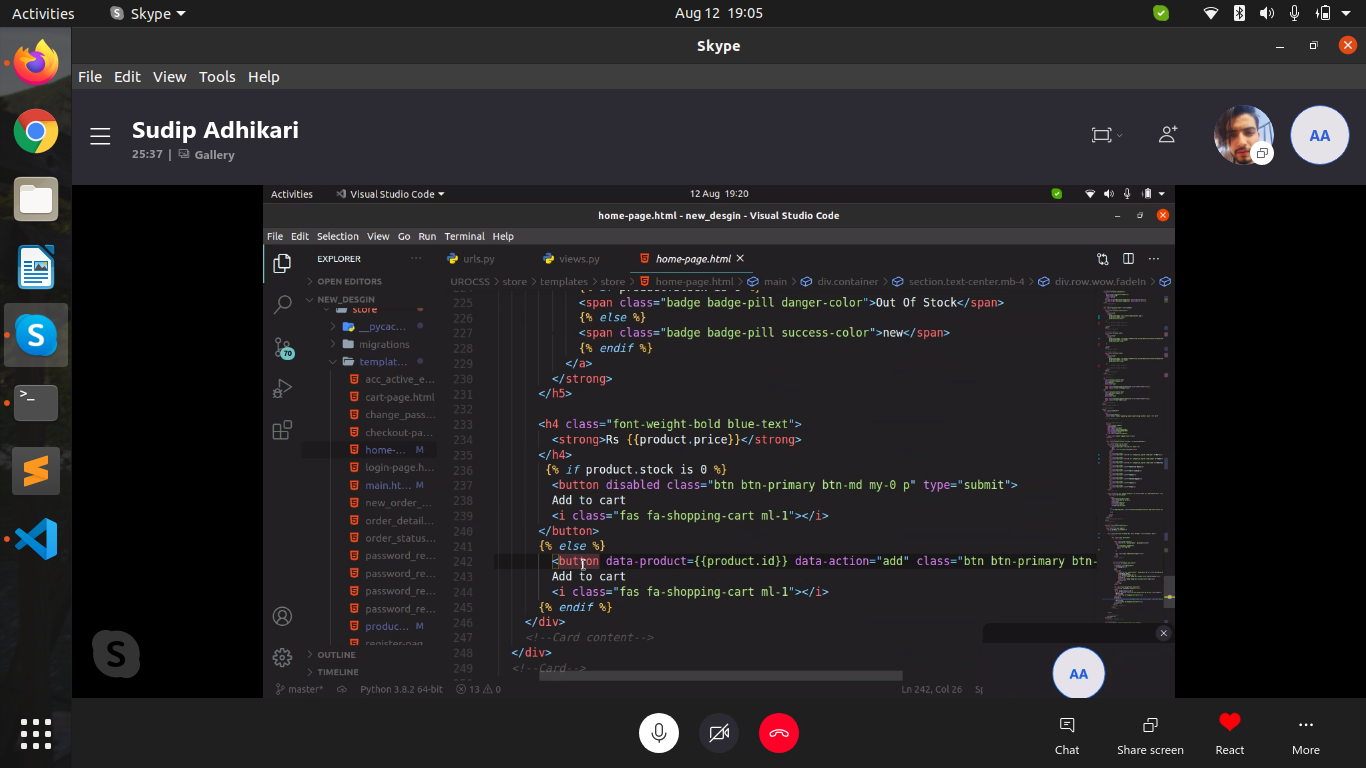 Activities Skype Aug 12 19:05
Skype
File Edit View Tools Help
Sudip Adhikari
25:37 | Gallery
AA
Activities Visual Studio Code 12 Aug 19:20
home-page.html - new_desgin - Visual Studio Code
File Edit Selection View Go Run Terminal Help
EXPLORER ... urls.py views.py home-page.html ...
OPEN EDITORS UROCSS > store > templates > store > home-page.html > main > div.container > section.text-center.mb-4 > div.row.wow.fadeIn >
NEW_DESGIN
store
__pycac...
migrations
templat...
acc_active_e...
cart-page.html
change_pass...
checkout-pa...
home-... M
login-page.h...
main.ht... M
new_order_...
order_detail...
order_status...
password_re...
password_re...
password_re...
password_re...
produc... M
register-pag
OUTLINE
TIMELINE
70
225 <span class="badge badge-pill danger-color">Out Of Stock</span>
226 {% else %}
227 <span class="badge badge-pill success-color">new</span>
228 {% endif %}
229 </a>
230 </strong>
231 </h5>
232
233 <h4 class="font-weight-bold blue-text">
234 <strong>Rs {{product.price}}</strong>
235 </h4>
236 {% if product.stock is 0 %}
237 <button disabled class="btn btn-primary btn-md my-0 p" type="submit">
238 Add to cart
239 <i class="fas fa-shopping-cart ml-1"></i>
240 </button>
241 {% else %}
242 <button data-product={{product.id}} data-action="add" class="btn btn-primary btn-
243 Add to cart
244 <i class="fas fa-shopping-cart ml-1"></i>
245 {% endif %}
246 </div>
247 <!--Card content-->
248 </div>
249 <!--Card-->
AA
master* Python 3.8.2 64-bit 13 0 Ln 242, Col 26
Chat Share screen React More